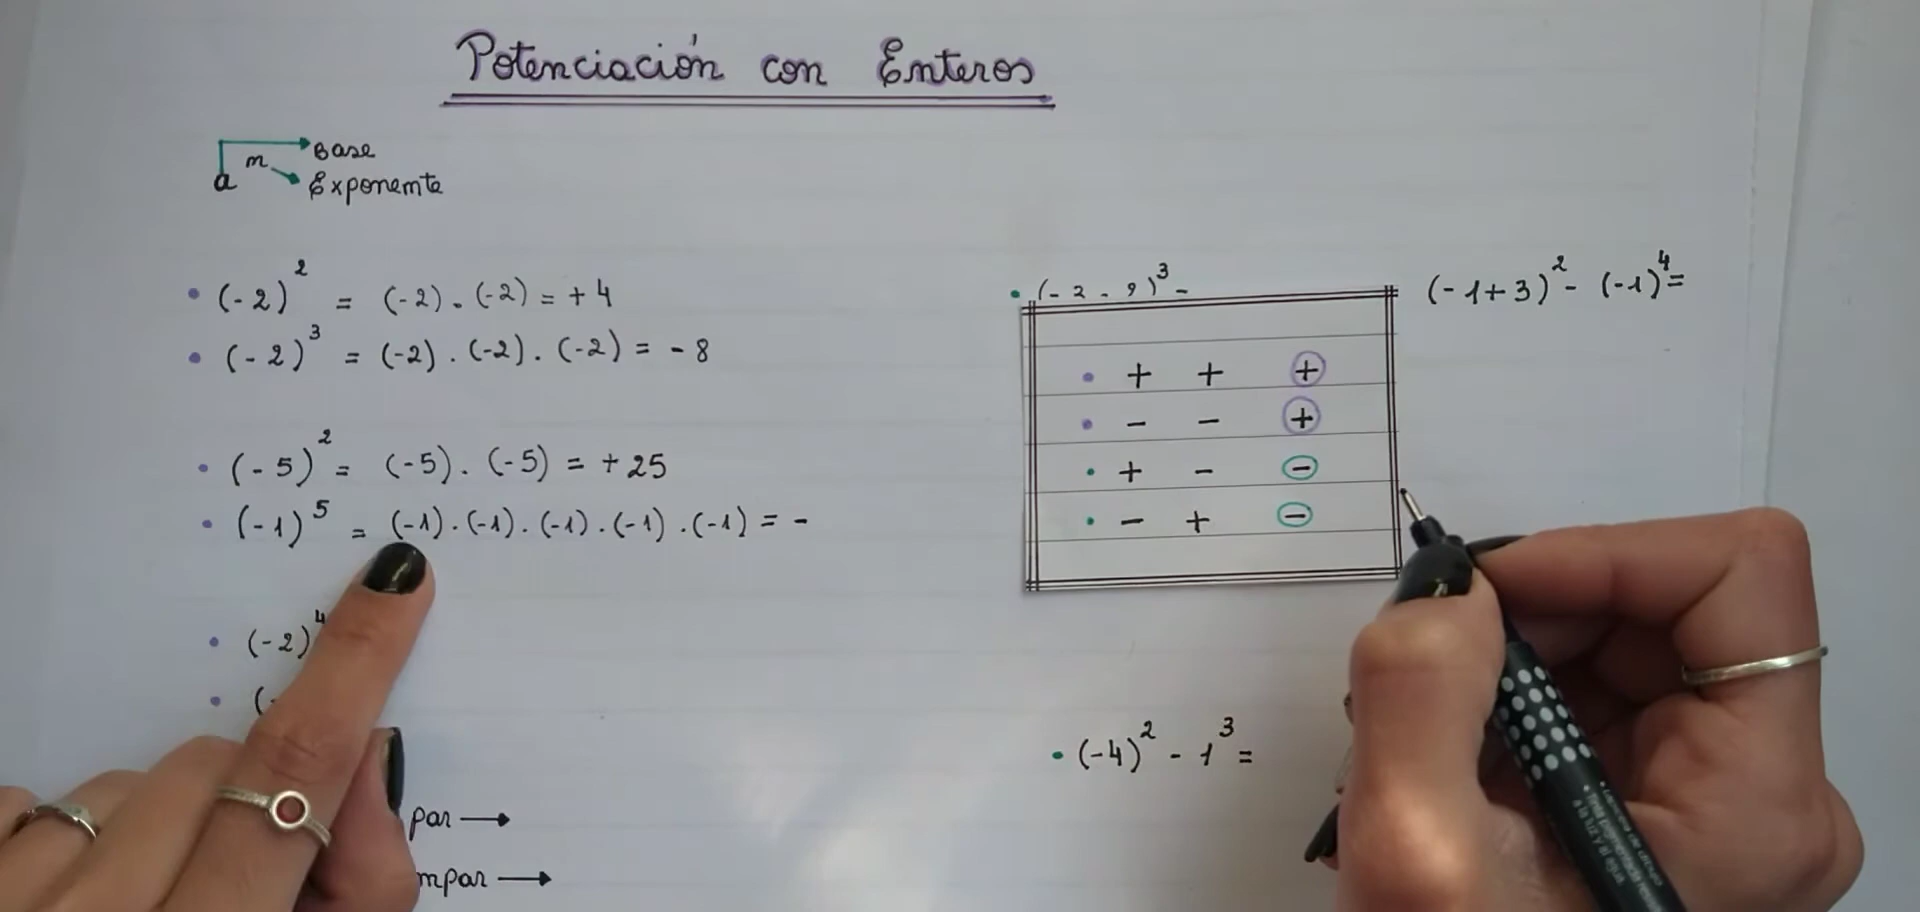 Potenciación con Enteros
Base
a m
Exponente
• (-2)² = (-2) . (-2) = + 4
• (-2)³ = (-2) . (-2) . (-2) = - 8
• (-5)² = (-5) . (-5) = + 25
• (-1)⁵ = (-1) . (-1) . (-1) . (-1) . (-1) = -
• (-2)⁴
• (-
par →
mpar →
(-1+3)² - (-1)⁴ =
• + + +
• - - +
• + - -
• - + -
• (-4)² - 1³ =